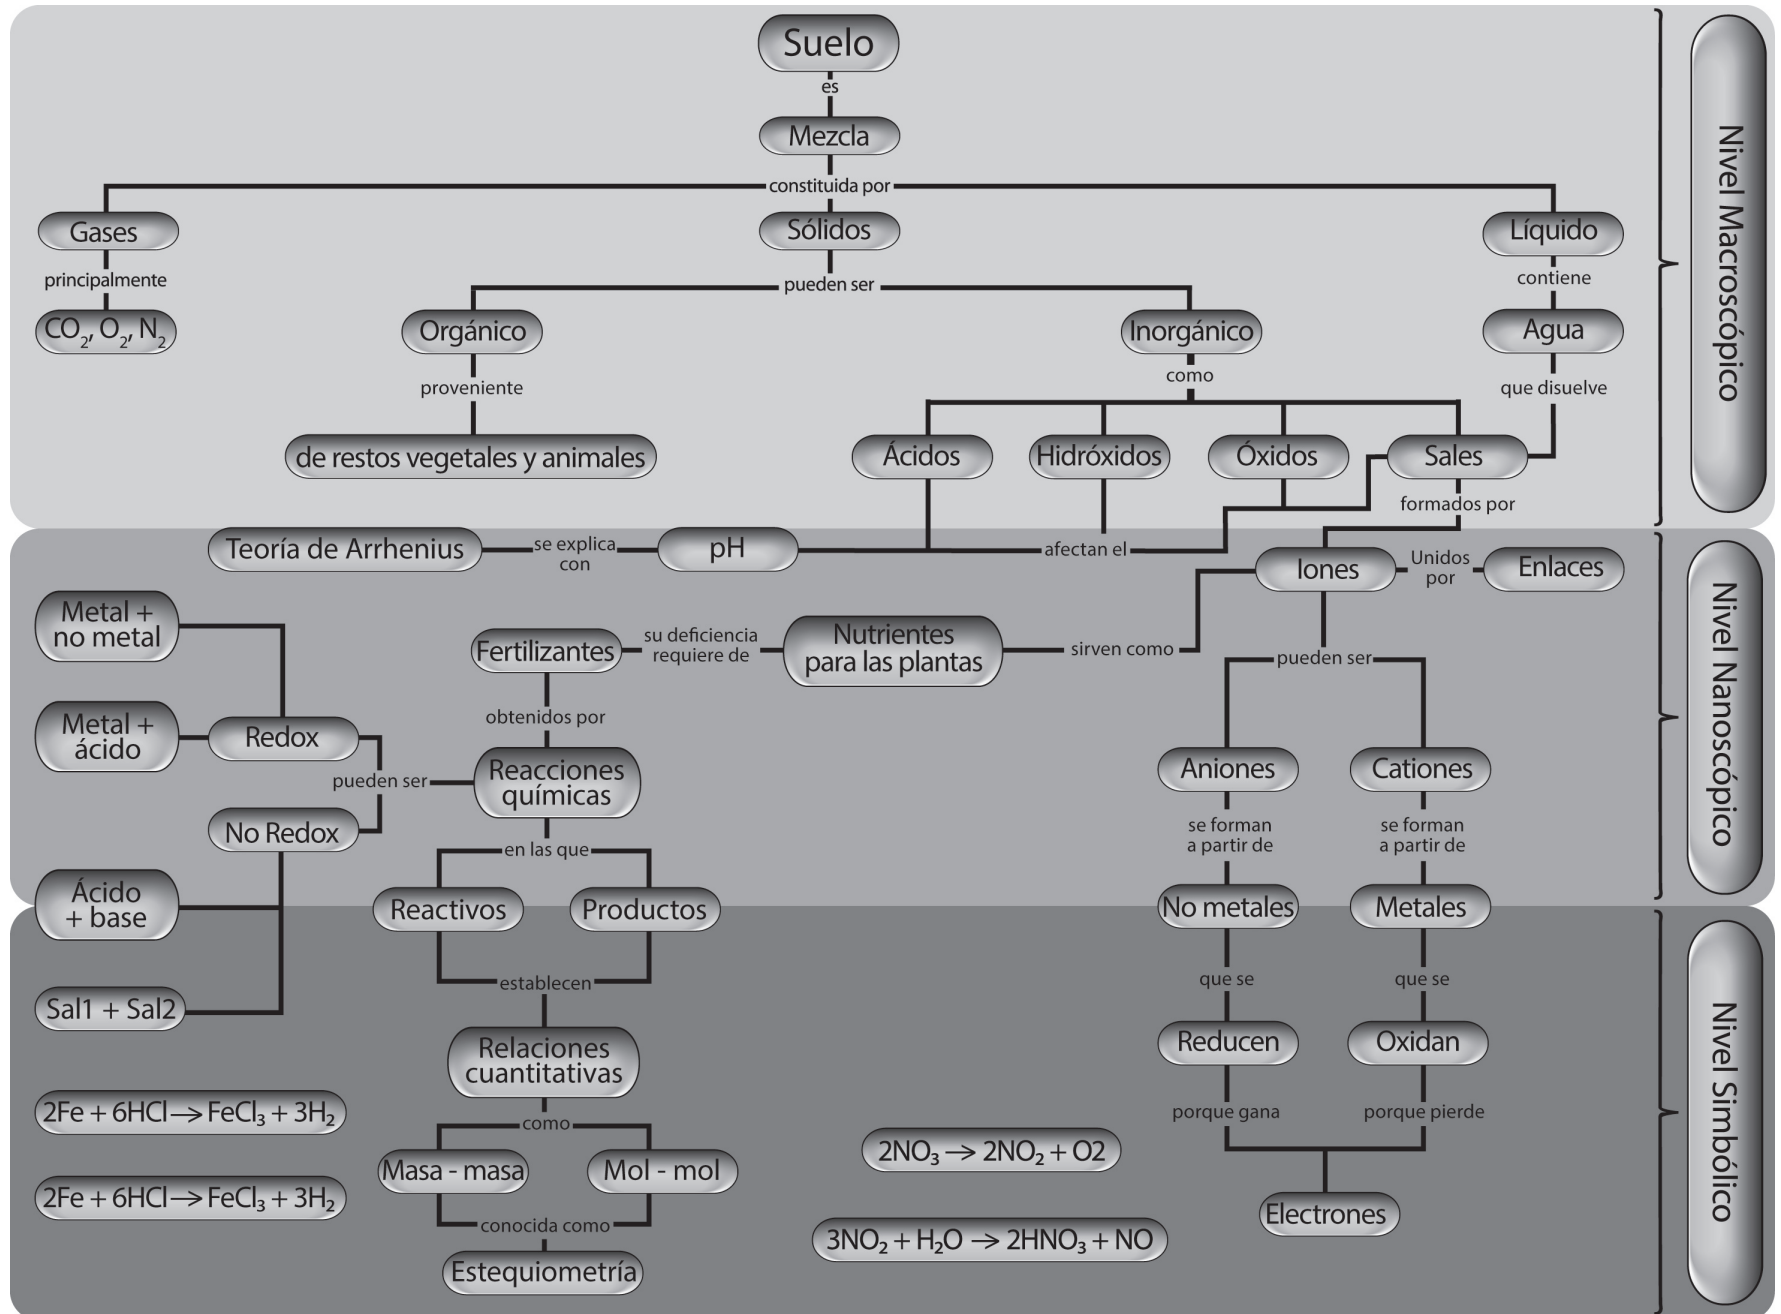 Suelo
es
Mezcla
constituida por
Gases
Sólidos
Líquido
principalmente
pueden ser
contiene
CO₂, O₂, N₂
Orgánico
Inorgánico
Agua
proveniente
como
que disuelve
de restos vegetales y animales
Ácidos
Hidróxidos
Óxidos
Sales
formados por
Nivel Macroscópico
Teoría de Arrhenius
se explica
con
pH
afectan el
Iones
Unidos
por
Enlaces
Metal +
no metal
Fertilizantes
su deficiencia
requiere de
Nutrientes
para las plantas
sirven como
pueden ser
obtenidos por
Metal +
ácido
Redox
pueden ser
Reacciones
químicas
Aniones
Cationes
No Redox
en las que
se forman
a partir de
se forman
a partir de
Nivel Nanoscópico
Ácido
+ base
Reactivos
Productos
No metales
Metales
establecen
que se
que se
Sal1 + Sal2
Relaciones
cuantitativas
Reducen
Oxidan
2Fe + 6HCl → FeCl₃ + 3H₂
como
porque gana
porque pierde
Masa - masa
Mol - mol
2NO₃ → 2NO₂ + O2
2Fe + 6HCl → FeCl₃ + 3H₂
conocida como
Electrones
3NO₂ + H₂O → 2HNO₃ + NO
Estequiometría
Nivel Simbólico